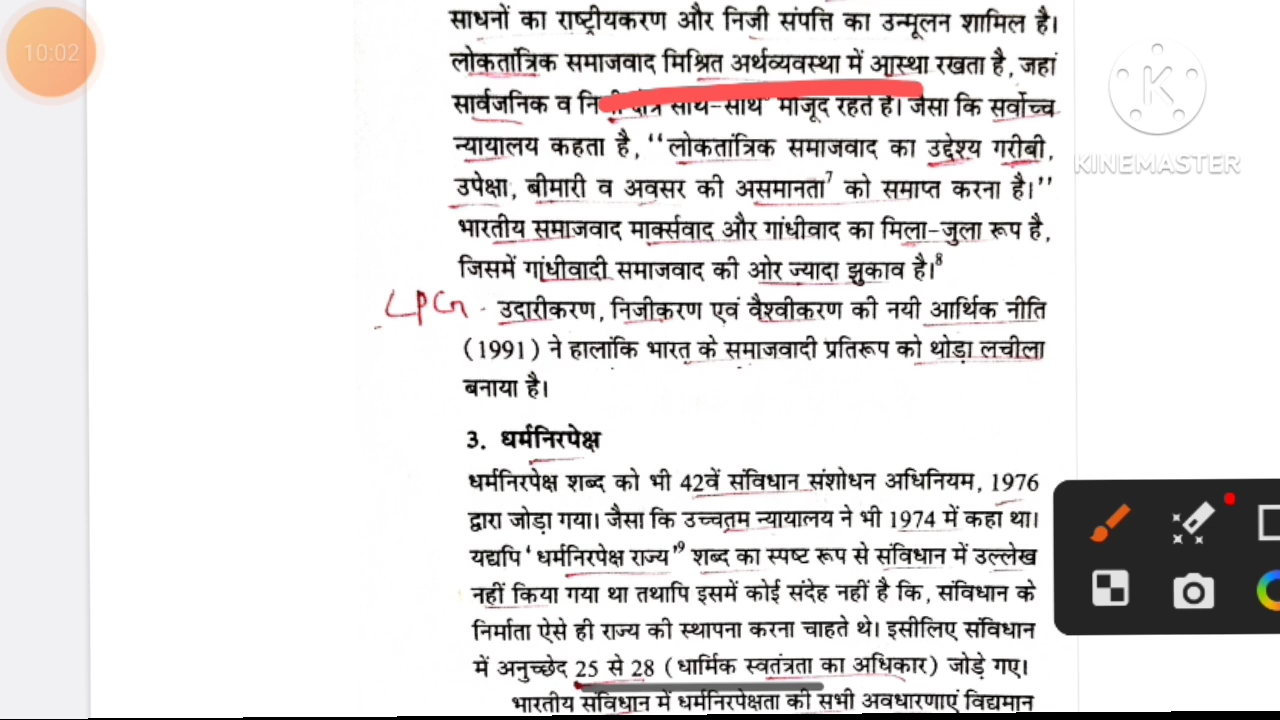 10:02
साधनों का राष्ट्रीयकरण और निजी संपत्ति का उन्मूलन शामिल है।
लोकतांत्रिक समाजवाद मिश्रित अर्थव्यवस्था में आस्था रखता है, जहां
सार्वजनिक व साथ-साथ मौजूद रहते हैं। जैसा कि सर्वोच्च
न्यायालय कहता है, ‘‘लोकतांत्रिक समाजवाद का उद्देश्य गरीबी,
उपेक्षा, बीमारी व अवसर की असमानता⁷ को समाप्त करना है।’’
भारतीय समाजवाद मार्क्सवाद और गांधीवाद का मिला-जुला रूप है,
जिसमें गांधीवादी समाजवाद की ओर ज्यादा झुकाव है।⁸
LPG उदारीकरण, निजीकरण एवं वैश्वीकरण की नयी आर्थिक नीति
(1991) ने हालांकि भारत के समाजवादी प्रतिरूप को थोडा लचीला
बनाया है।
3. धर्मनिरपेक्ष
धर्मनिरपेक्ष शब्द को भी 42वें संविधान संशोधन अधिनियम, 1976
द्वारा जोड़ा गया। जैसा कि उच्चतम न्यायालय ने भी 1974 में कहा था।
यद्यपि ‘धर्मनिरपेक्ष राज्य’⁹ शब्द का स्पष्ट रूप से संविधान में उल्लेख
नहीं किया गया था तथापि इसमें कोई संदेह नहीं है कि, संविधान के
निर्माता ऐसे ही राज्य की स्थापना करना चाहते थे। इसीलिए संविधान
में अनुच्छेद 25 से 28 (धार्मिक स्वतंत्रता का अधिकार) जोड़े गए।
भारतीय संविधान में धर्मनिरपेक्षता की सभी अवधारणाएं विद्यमान
K
KINEMASTER